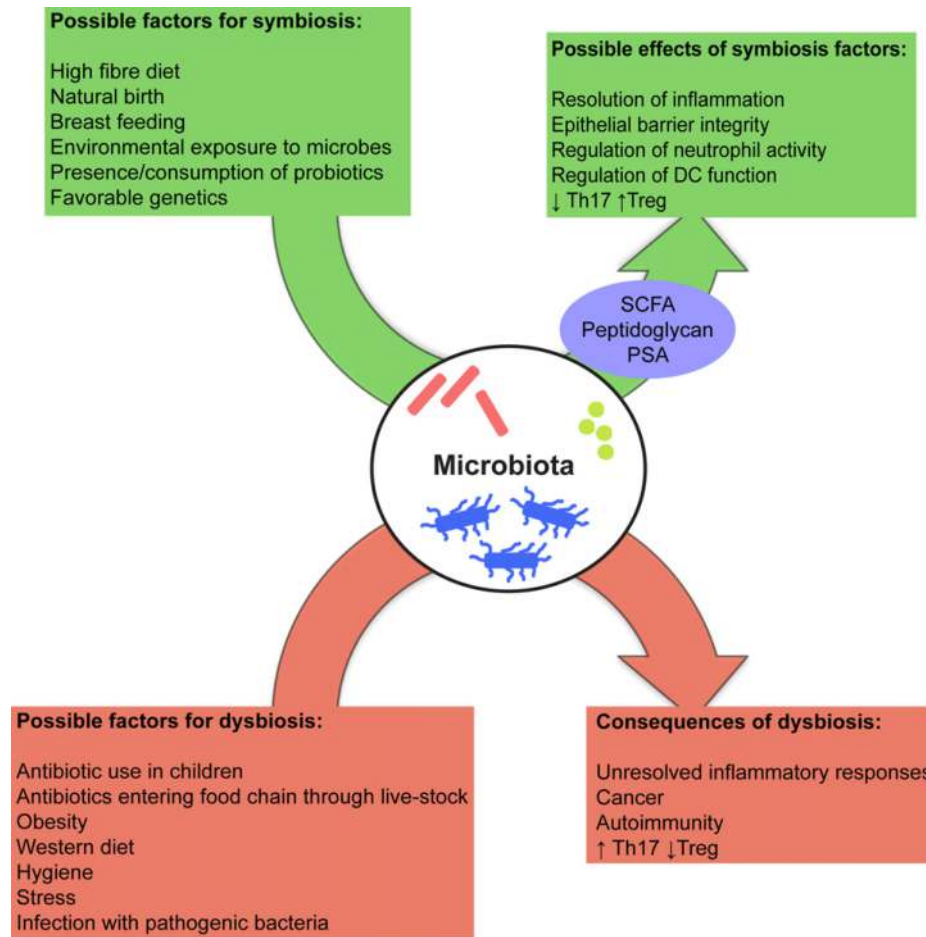 Possible factors for symbiosis:
High fibre diet
Natural birth
Breast feeding
Environmental exposure to microbes
Presence/consumption of probiotics
Favorable genetics
Possible effects of symbiosis factors:
Resolution of inflammation
Epithelial barrier integrity
Regulation of neutrophil activity
Regulation of DC function
↓ Th17 ↑Treg
SCFA
Peptidoglycan
PSA
Microbiota
Possible factors for dysbiosis:
Antibiotic use in children
Antibiotics entering food chain through live-stock
Obesity
Western diet
Hygiene
Stress
Infection with pathogenic bacteria
Consequences of dysbiosis:
Unresolved inflammatory responses
Cancer
Autoimmunity
↑ Th17 ↓Treg